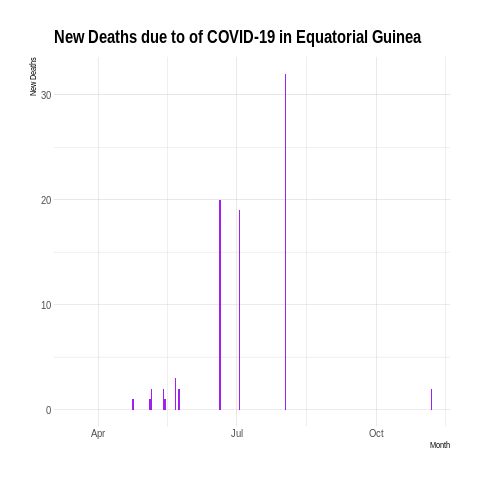 New Deaths due to of COVID-19 in Equatorial Guinea
New Deaths
30
20
10
0
Apr
Jul
Oct
Month